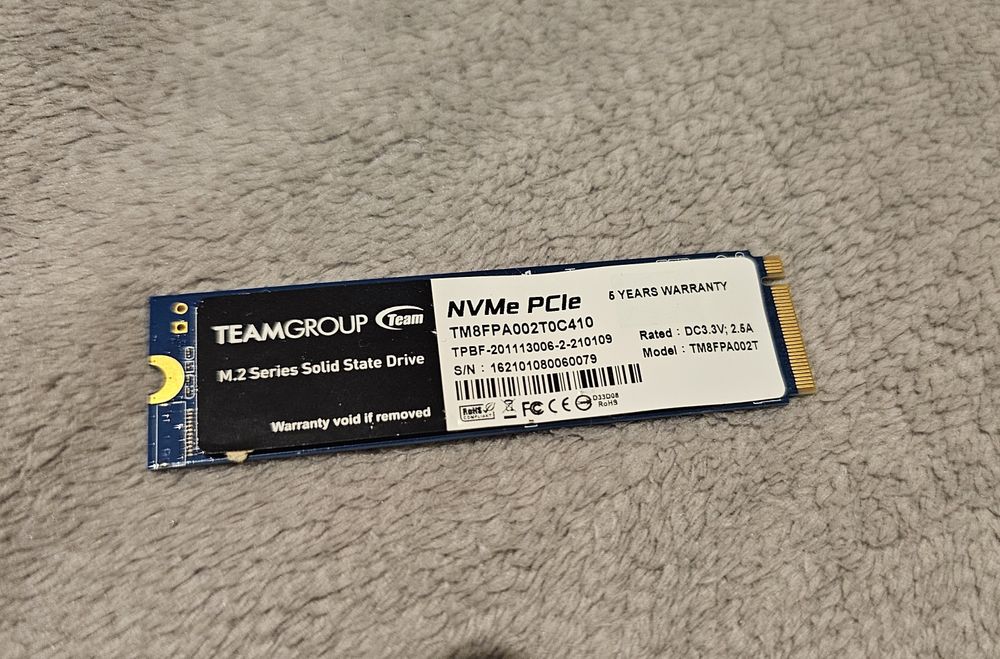 TEAMGROUP Team
M.2 Series Solid State Drive
Warranty void if removed
NVMe PCIe
5 YEARS WARRANTY
TM8FPA002T0C410
TPBF-201113006-2-210109
S/N : 162101080060079
Rated : DC3.3V; 2.5A
Model : TM8FPA002T
RoHS
COMPLIANT
FC CE
D33D08
RoHS